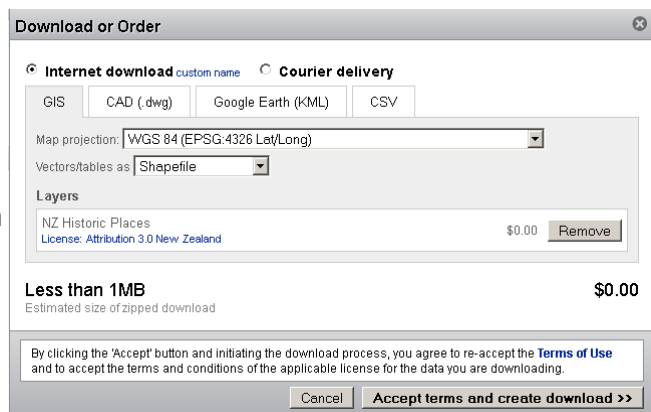 Download or Order
Internet download custom name Courier delivery
GIS CAD (.dwg) Google Earth (KML) CSV
Map projection: WGS 84 (EPSG:4326 Lat/Long)
Vectors/tables as Shapefile
Layers
NZ Historic Places
License: Attribution 3.0 New Zealand
$0.00 Remove
Less than 1MB $0.00
Estimated size of zipped download
By clicking the 'Accept' button and initiating the download process, you agree to re-accept the Terms of Use
and to accept the terms and conditions of the applicable license for the data you are downloading.
Cancel Accept terms and create download >>